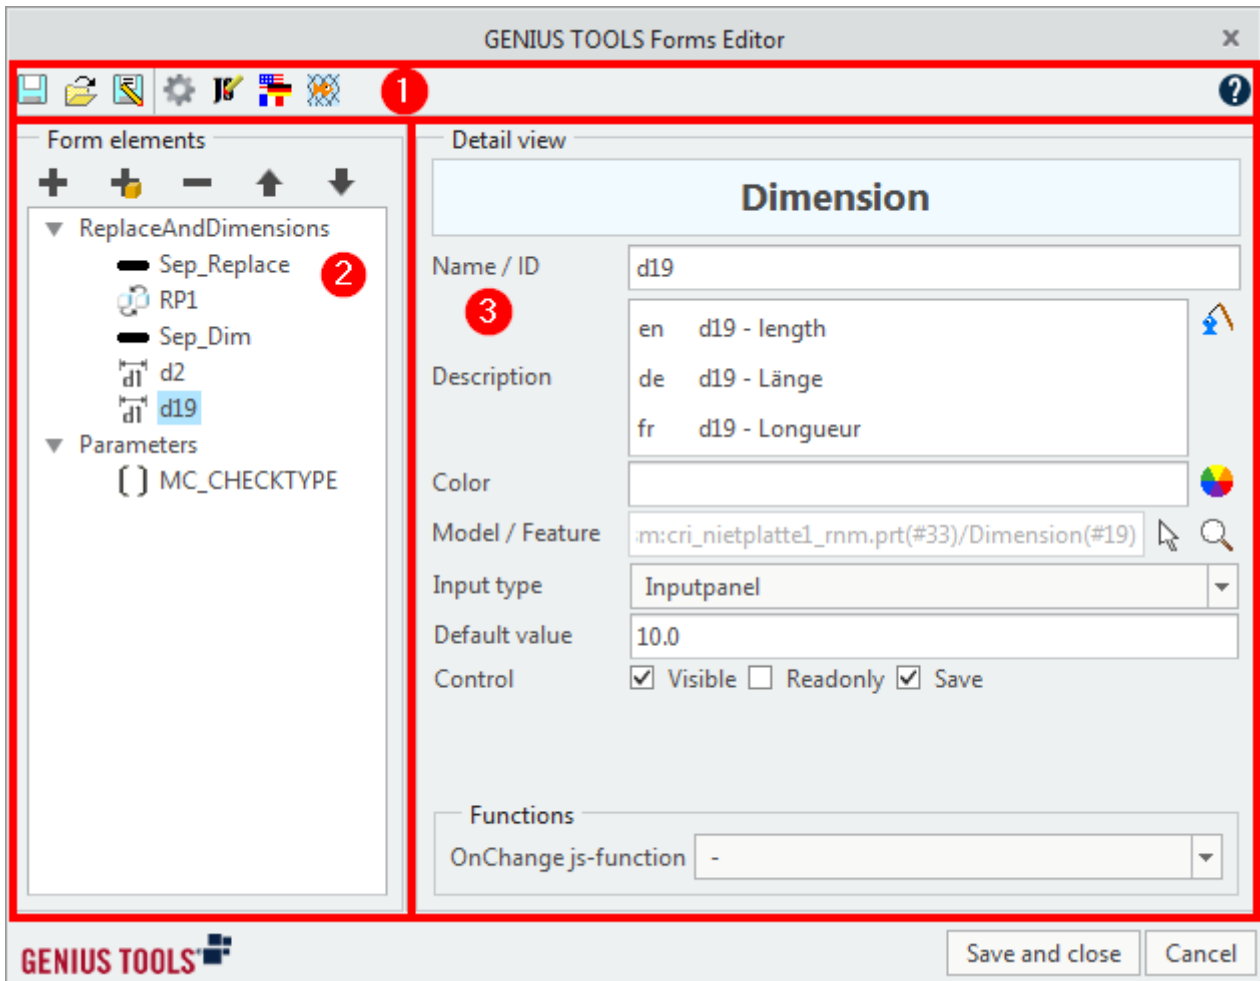 GENIUS TOOLS Forms Editor
1
Form elements
ReplaceAndDimensions
Sep_Replace
2
RP1
Sep_Dim
d1 d2
d1 d19
Parameters
MC_CHECKTYPE
Detail view
Dimension
Name / ID d19
3
Description
en d19 - length
de d19 - Länge
fr d19 - Longueur
Color
Model / Feature m:cri_nietplatte1_rnm.prt(#33)/Dimension(#19)
Input type Inputpanel
Default value 10.0
Control Visible Readonly Save
Functions
OnChange js-function -
GENIUS TOOLS
Save and close Cancel